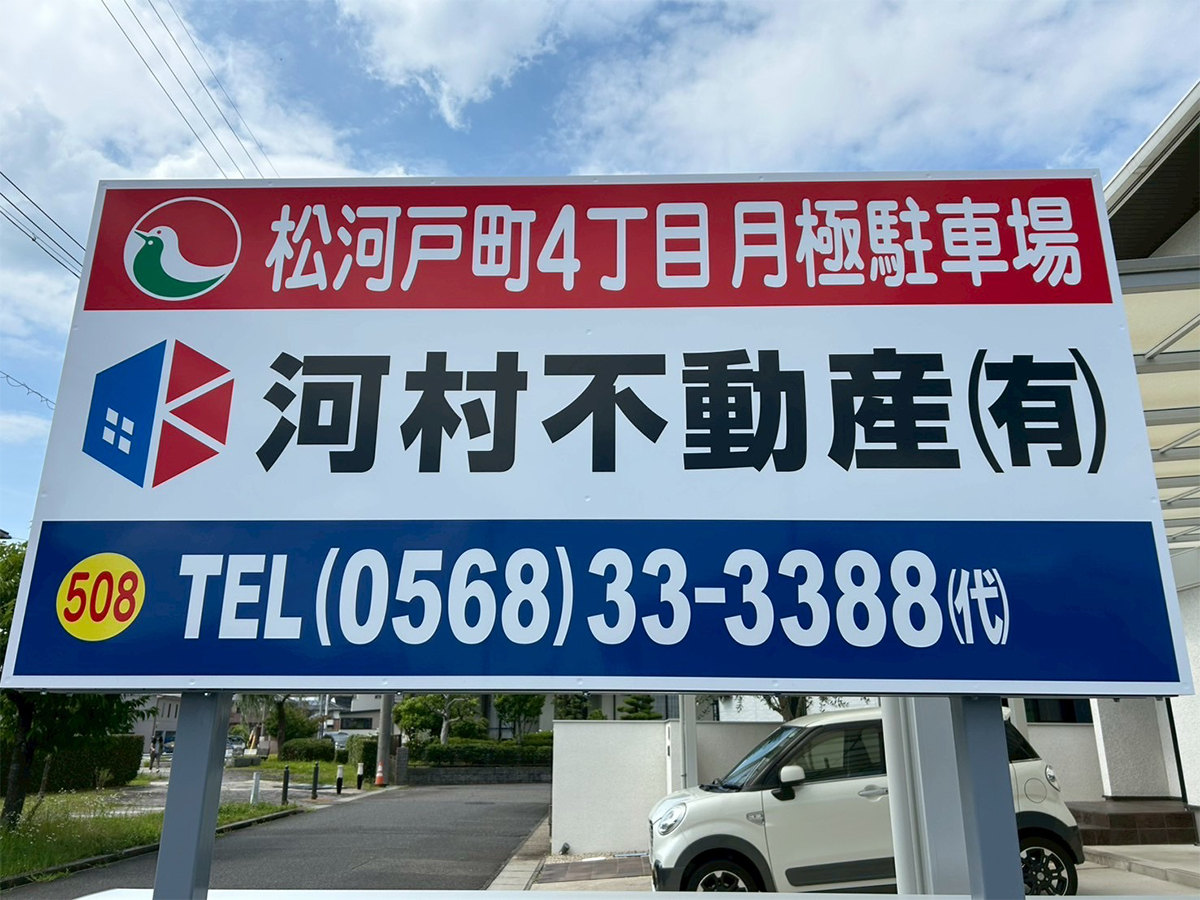 松河戸町4丁目月極駐車場
河村不動産(有)
508 TEL(0568)33-3388(代)